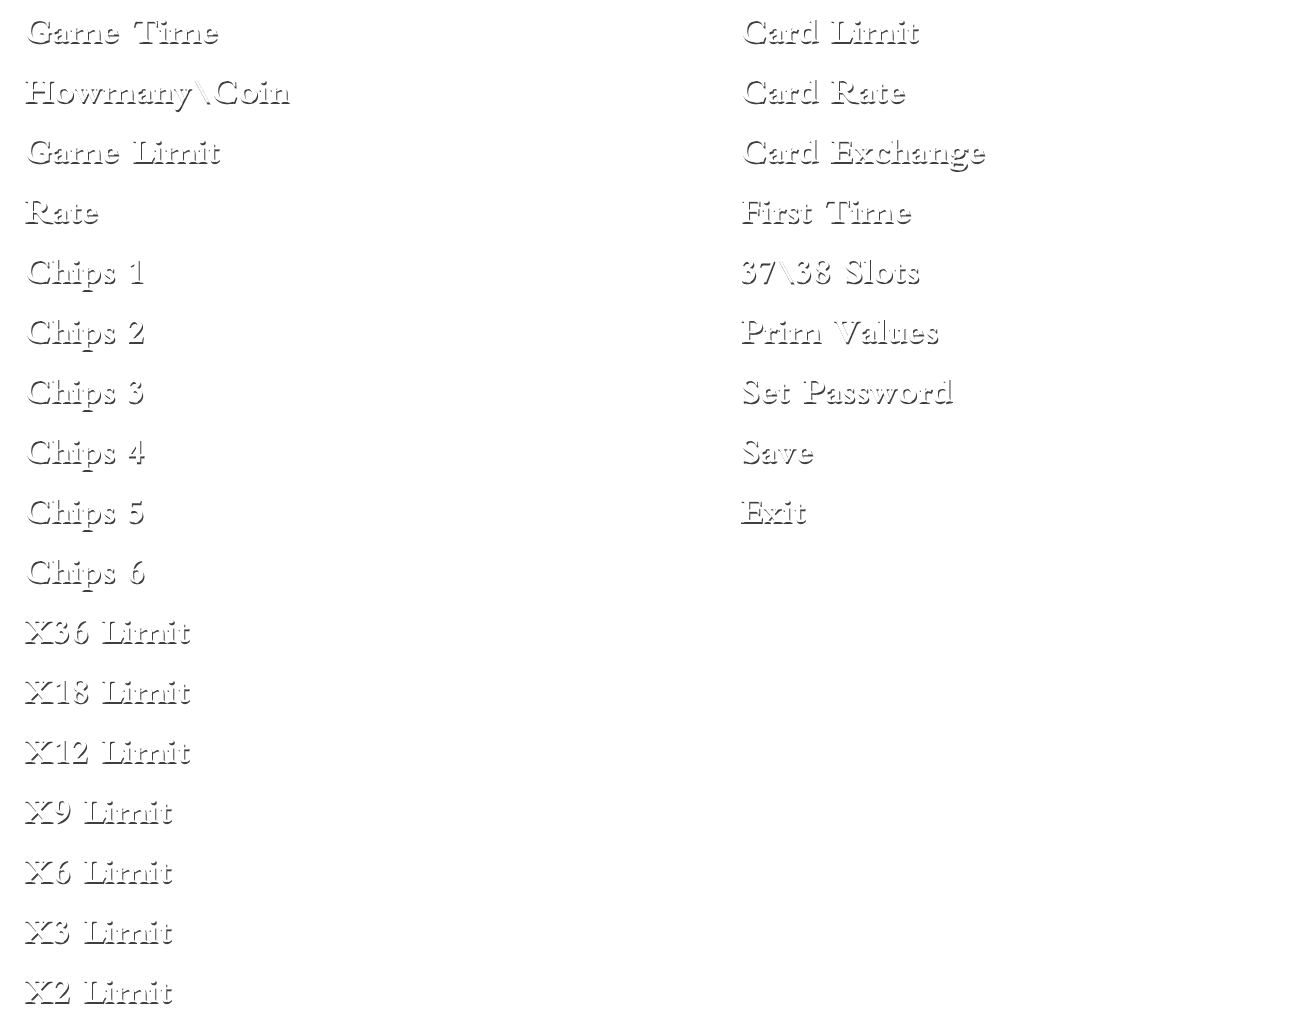 Game Time
Howmany\Coin
Game Limit
Rate
Chips 1
Chips 2
Chips 3
Chips 4
Chips 5
Chips 6
X36 Limit
X18 Limit
X12 Limit
X9 Limit
X6 Limit
X3 Limit
X2 Limit
Card Limit
Card Rate
Card Exchange
First Time
37\38 Slots
Prim Values
Set Password
Save
Exit